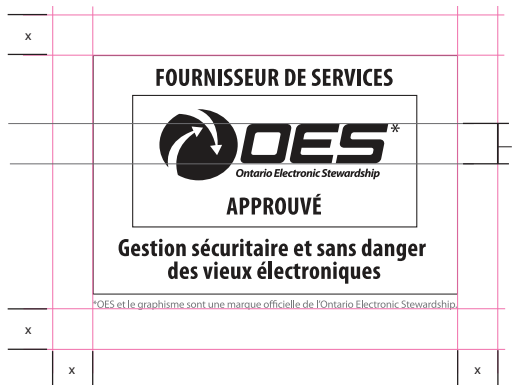 x
FOURNISSEUR DE SERVICES
OES*
Ontario Electronic Stewardship
APPROUVÉ
Gestion sécuritaire et sans danger
des vieux électroniques
*OES et le graphisme sont une marque officielle de l'Ontario Electronic Stewardship.
x
x
x